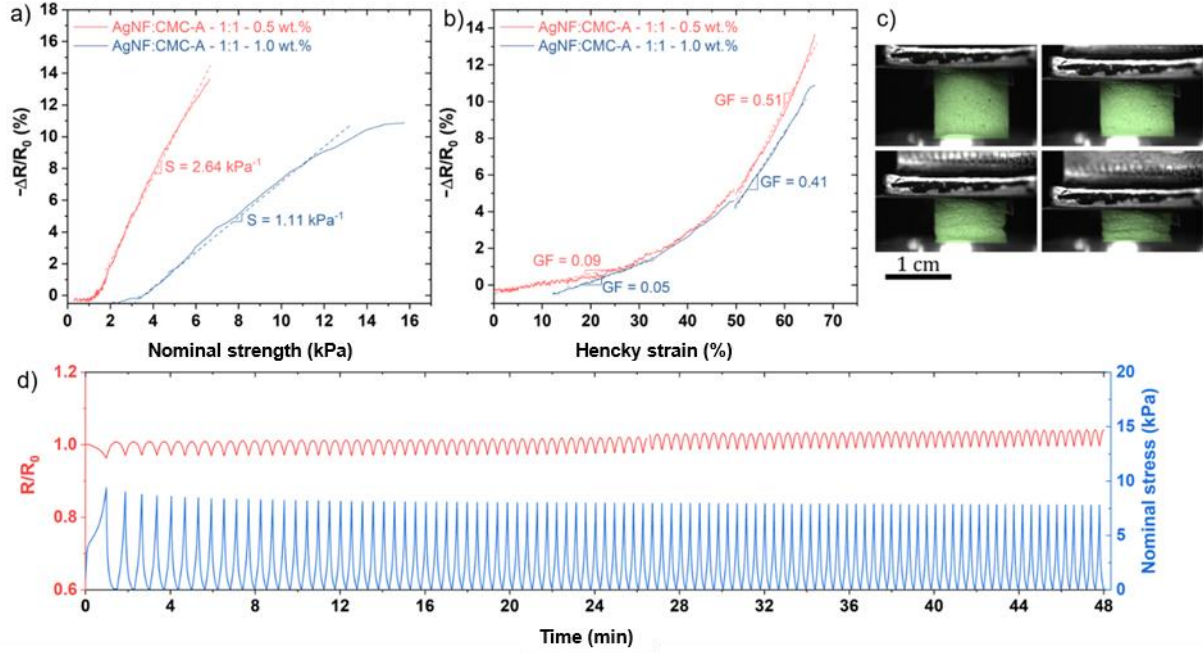 a)
AgNF:CMC-A - 1:1 - 0.5 wt.%
AgNF:CMC-A - 1:1 - 1.0 wt.%
18
16
14
12
10
8
6
4
2
0
-ΔR/R₀ (%)
S = 2.64 kPa⁻¹
S = 1.11 kPa⁻¹
0 2 4 6 8 10 12 14 16
Nominal strength (kPa)
b)
AgNF:CMC-A - 1:1 - 0.5 wt.%
AgNF:CMC-A - 1:1 - 1.0 wt.%
14
12
10
8
6
4
2
0
-ΔR/R₀ (%)
GF = 0.51
GF = 0.41
GF = 0.09
GF = 0.05
0 10 20 30 40 50 60 70
Hencky strain (%)
c)
1 cm
d)
1.2
1.0
0.8
0.6
R/R₀
20
15
10
5
0
Nominal stress (kPa)
0 4 8 12 16 20 24 28 32 36 40 44 48
Time (min)